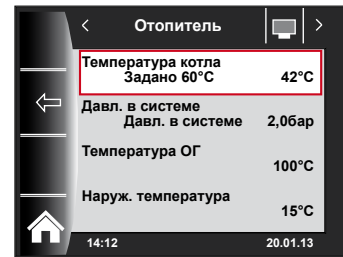 < Отопитель >
Температура котла
Задано 60°C 42°C
Давл. в системе
Давл. в системе 2,0бар
Температура ОГ
100°C
Наруж. температура
15°C
14:12 20.01.13